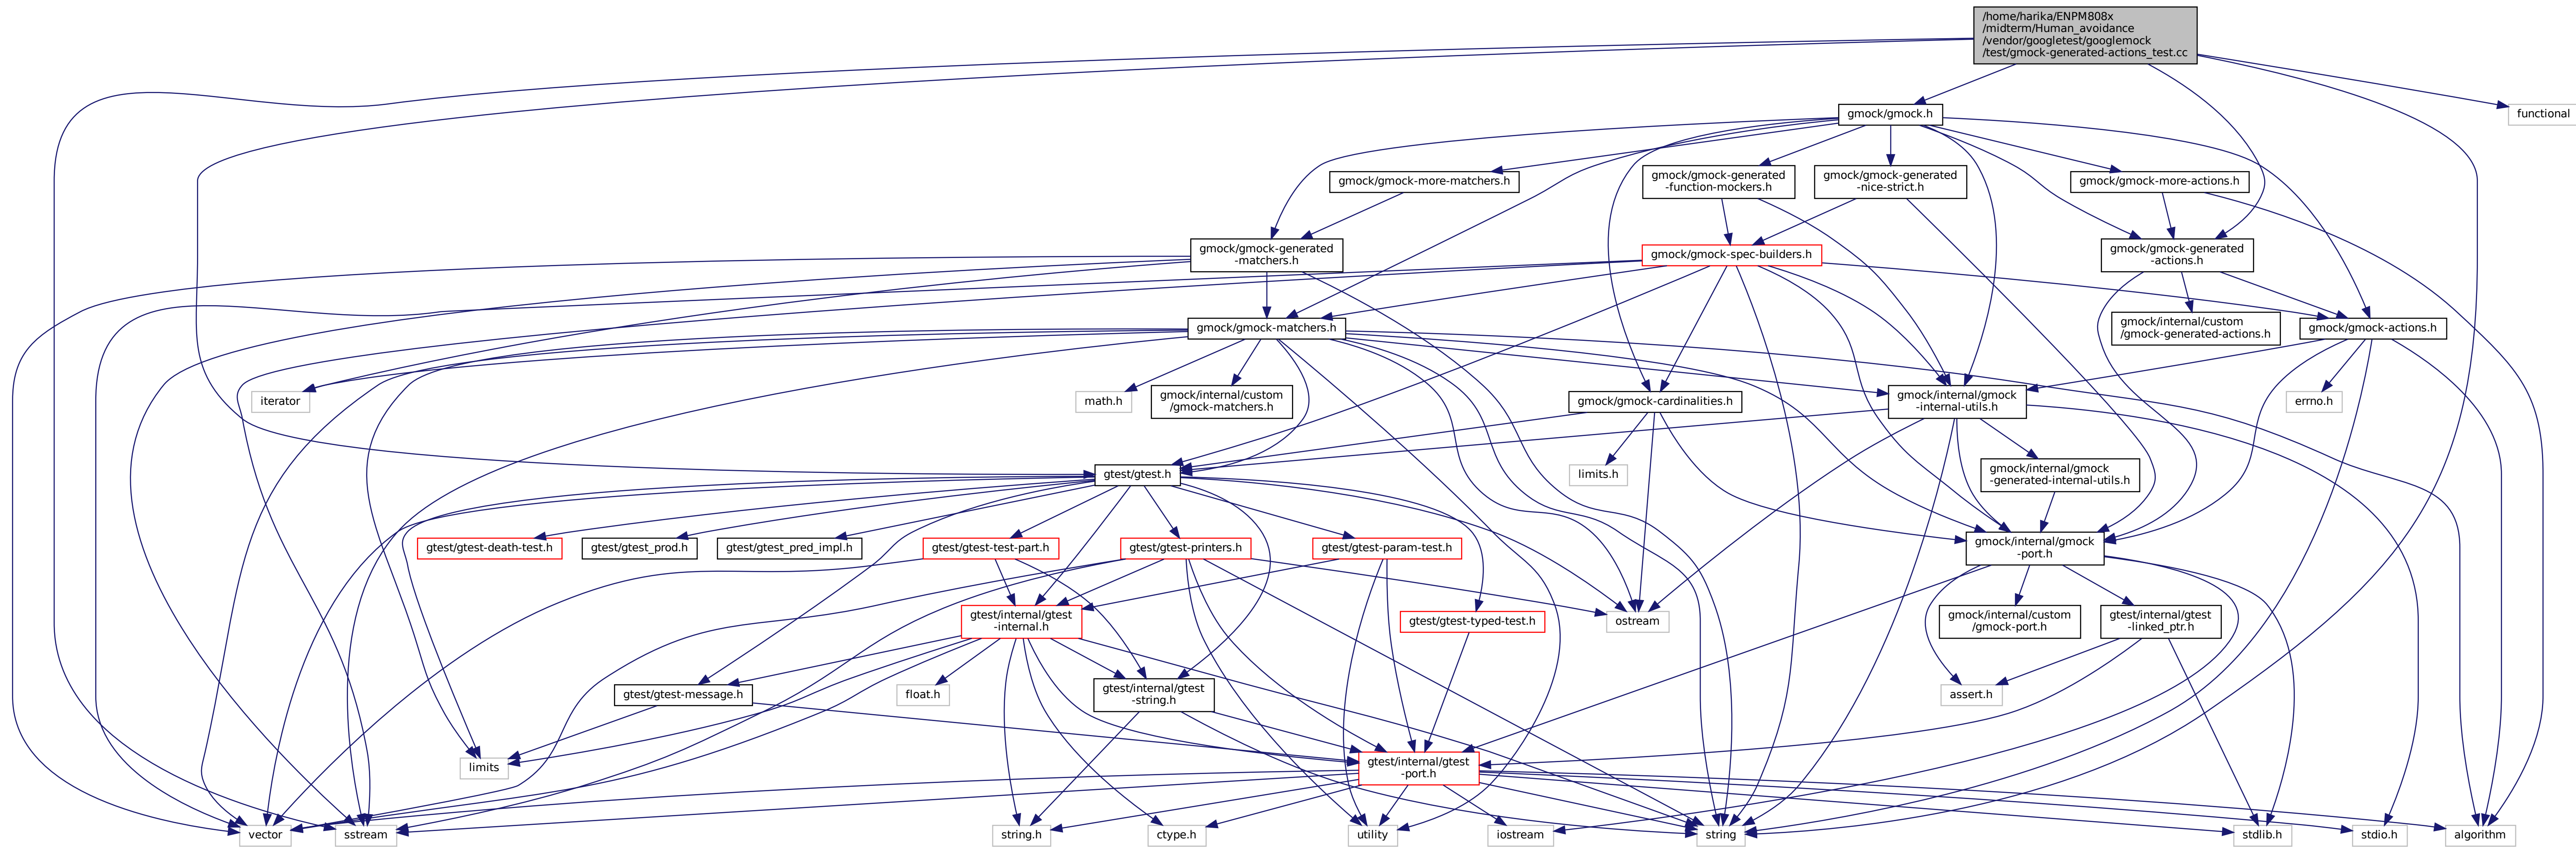 /home/harika/ENPM808x
/midterm/Human_avoidance
/vendor/googletest/googlemock
/test/gmock-generated-actions_test.cc
gmock/gmock.h
functional
gmock/gmock-more-matchers.h
gmock/gmock-generated
-function-mockers.h
gmock/gmock-generated
-nice-strict.h
gmock/gmock-more-actions.h
gmock/gmock-generated
-matchers.h
gmock/gmock-spec-builders.h
gmock/gmock-generated
-actions.h
gmock/gmock-matchers.h
gmock/internal/custom
/gmock-generated-actions.h
gmock/gmock-actions.h
iterator
math.h
gmock/internal/custom
/gmock-matchers.h
gmock/gmock-cardinalities.h
gmock/internal/gmock
-internal-utils.h
errno.h
gtest/gtest.h
limits.h
gmock/internal/gmock
-generated-internal-utils.h
gtest/gtest-death-test.h
gtest/gtest_prod.h
gtest/gtest_pred_impl.h
gtest/gtest-test-part.h
gtest/gtest-printers.h
gtest/gtest-param-test.h
gmock/internal/gmock
-port.h
gtest/internal/gtest
-internal.h
gtest/gtest-typed-test.h
ostream
gmock/internal/custom
/gmock-port.h
gtest/internal/gtest
-linked_ptr.h
gtest/gtest-message.h
float.h
gtest/internal/gtest
-string.h
assert.h
limits
gtest/internal/gtest
-port.h
vector
sstream
string.h
ctype.h
utility
iostream
string
stdlib.h
stdio.h
algorithm